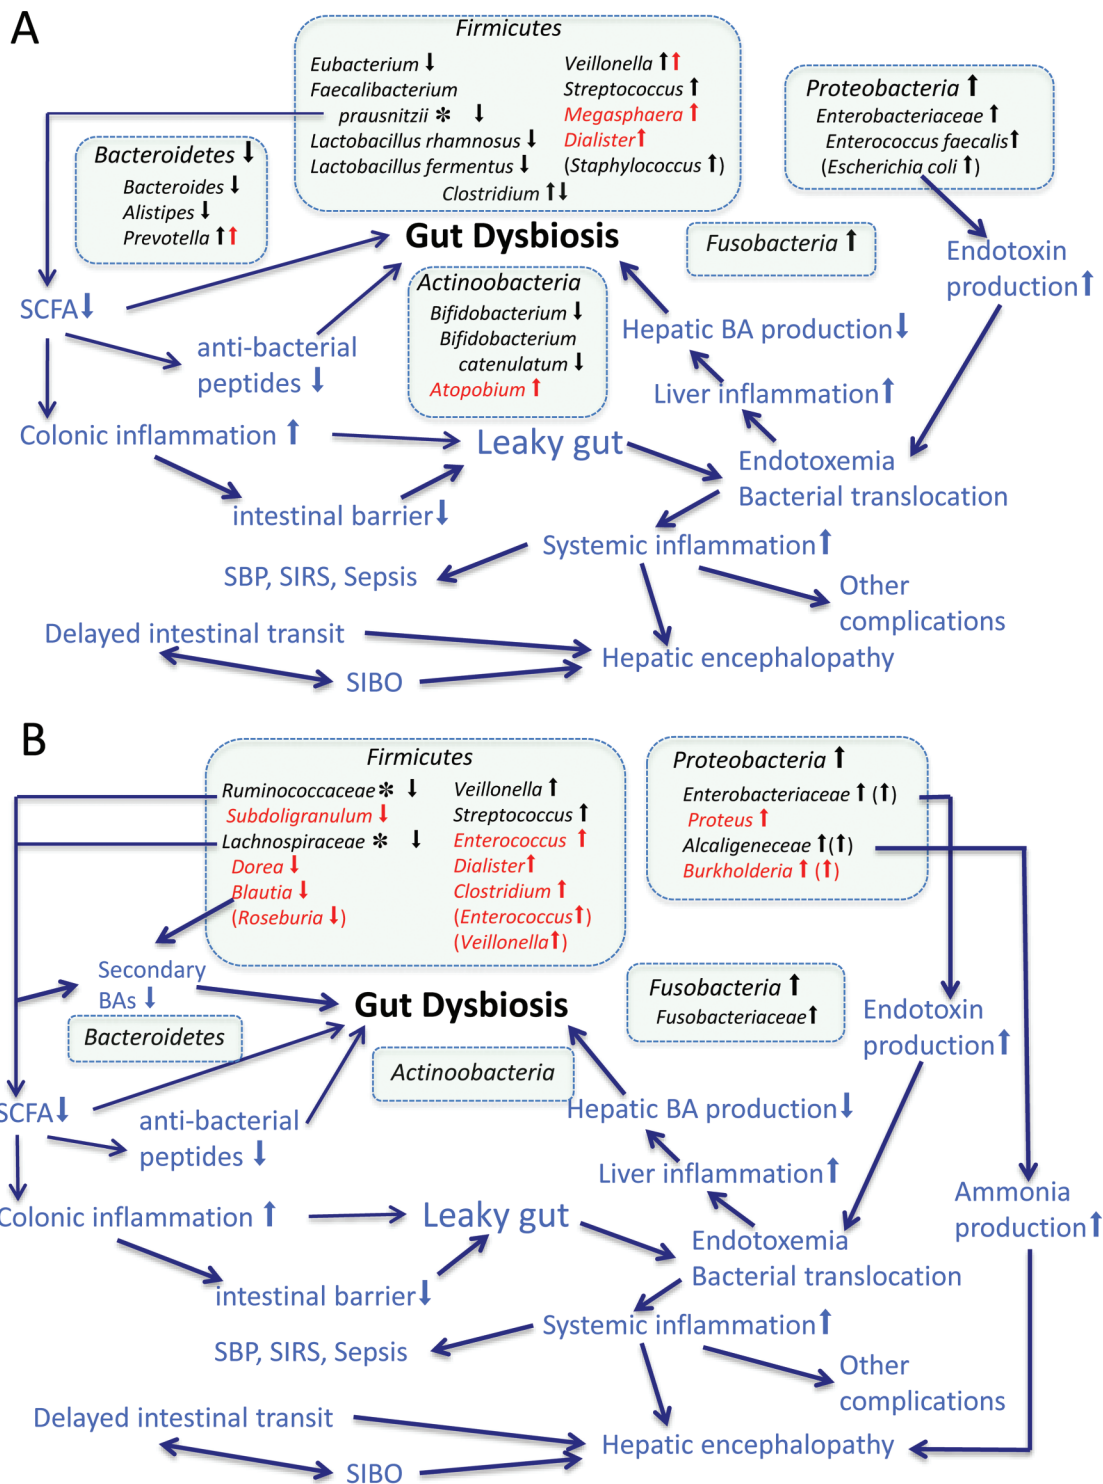 A
Firmicutes
Eubacterium ↓
Faecalibacterium
prausnitzii * ↓
Lactobacillus rhamnosus ↓
Lactobacillus fermentus ↓
Veillonella ↑↑
Streptococcus ↑
Megasphaera ↑
Dialister ↑
(Staphylococcus ↑)
Clostridium ↑↓
Proteobacteria ↑
Enterobacteriaceae ↑
Enterococcus faecalis ↑
(Escherichia coli ↑)
Bacteroidetes ↓
Bacteroides ↓
Alistipes ↓
Prevotella ↑↑
Gut Dysbiosis
Fusobacteria ↑
Endotoxin
production ↑
Actinoobacteria
Bifidobacterium ↓
Bifidobacterium
catenulatum ↓
Atopobium ↑
SCFA ↓
anti-bacterial
peptides ↓
Hepatic BA production ↓
Liver inflammation ↑
Colonic inflammation ↑
Leaky gut
Endotoxemia
Bacterial translocation
intestinal barrier ↓
Systemic inflammation ↑
SBP, SIRS, Sepsis
Other
complications
Delayed intestinal transit
Hepatic encephalopathy
SIBO
B
Firmicutes
Ruminococcaceae * ↓
Subdoligranulum ↓
Lachnospiraceae * ↓
Dorea ↓
Blautia ↓
(Roseburia ↓)
Veillonella ↑
Streptococcus ↑
Enterococcus ↑
Dialister ↑
Clostridium ↑
(Enterococcus ↑)
(Veillonella ↑)
Proteobacteria ↑
Enterobacteriaceae ↑ (↑)
Proteus ↑
Alcaligeneceae ↑ (↑)
Burkholderia ↑ (↑)
Secondary
BAs ↓
Gut Dysbiosis
Fusobacteria ↑
Fusobacteriaceae ↑
Endotoxin
production ↑
Bacteroidetes
Actinoobacteria
SCFA ↓
anti-bacterial
peptides ↓
Hepatic BA production ↓
Liver inflammation ↑
Ammonia
production ↑
Colonic inflammation ↑
Leaky gut
Endotoxemia
Bacterial translocation
intestinal barrier ↓
Systemic inflammation ↑
SBP, SIRS, Sepsis
Other
complications
Delayed intestinal transit
Hepatic encephalopathy
SIBO